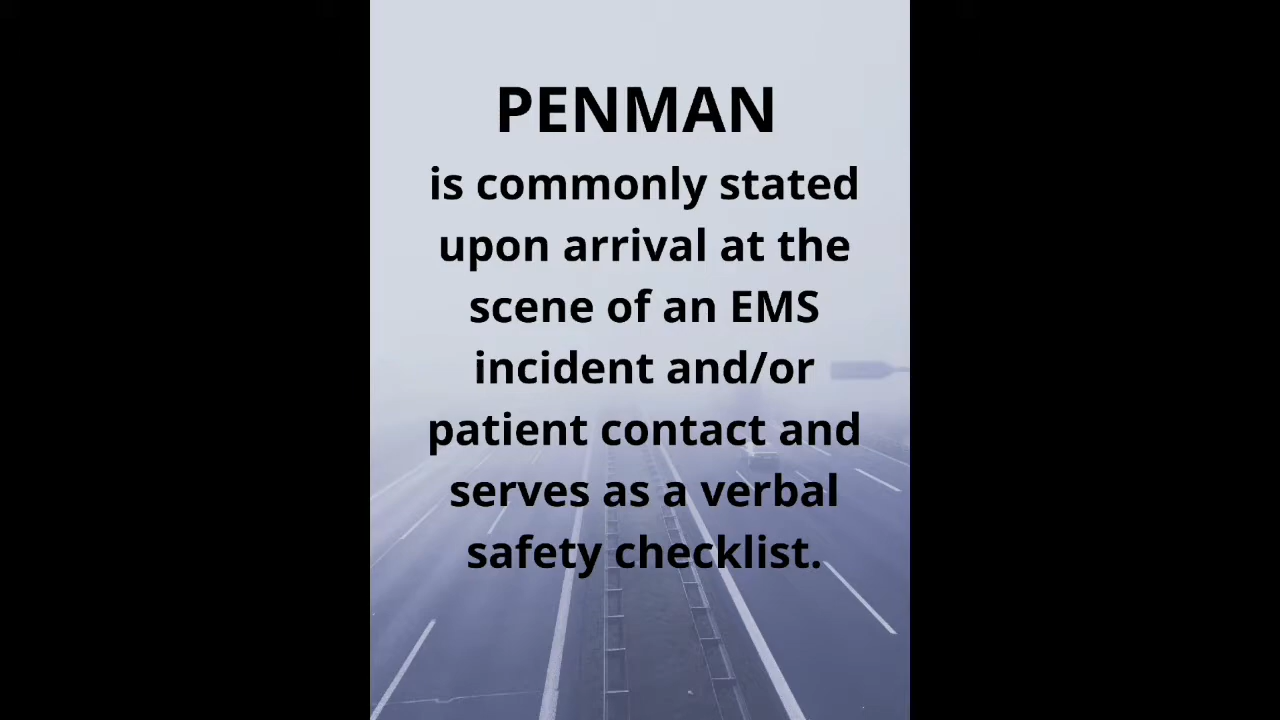 PENMAN
is commonly stated
upon arrival at the
scene of an EMS
incident and/or
patient contact and
serves as a verbal
safety checklist.